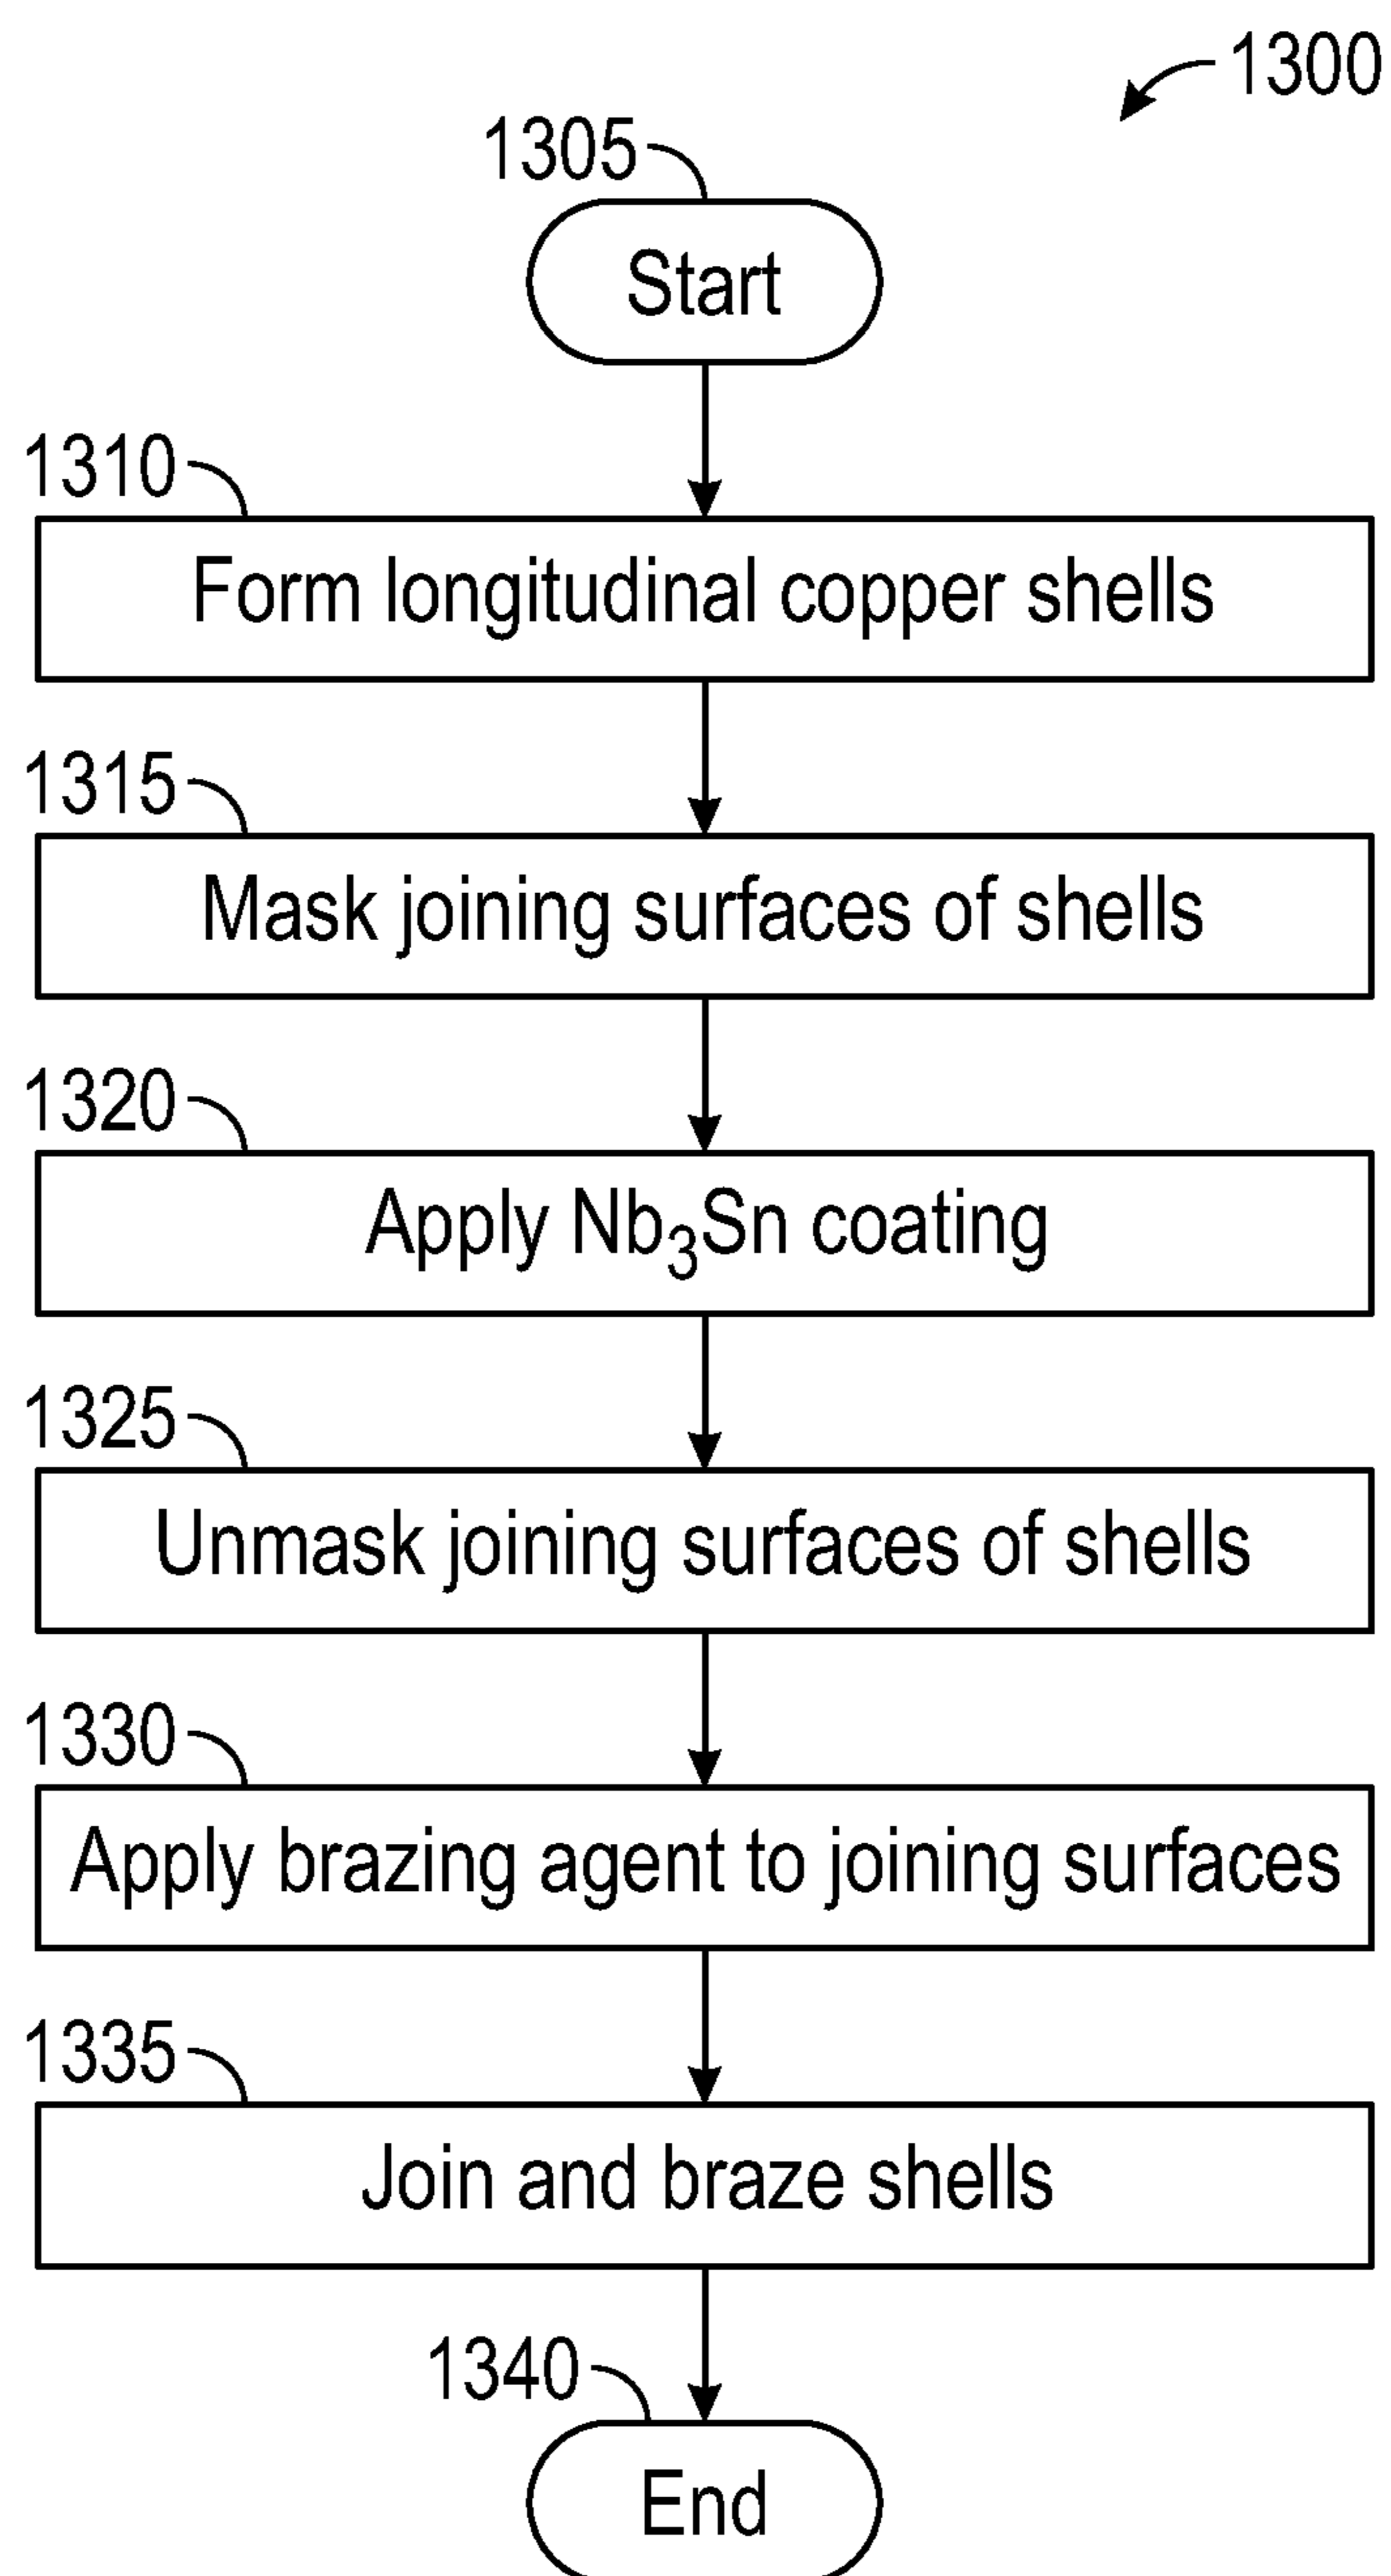 1300
1305
Start
1310
Form longitudinal copper shells
1315
Mask joining surfaces of shells
1320
Apply Nb₃Sn coating
1325
Unmask joining surfaces of shells
1330
Apply brazing agent to joining surfaces
1335
Join and braze shells
1340
End